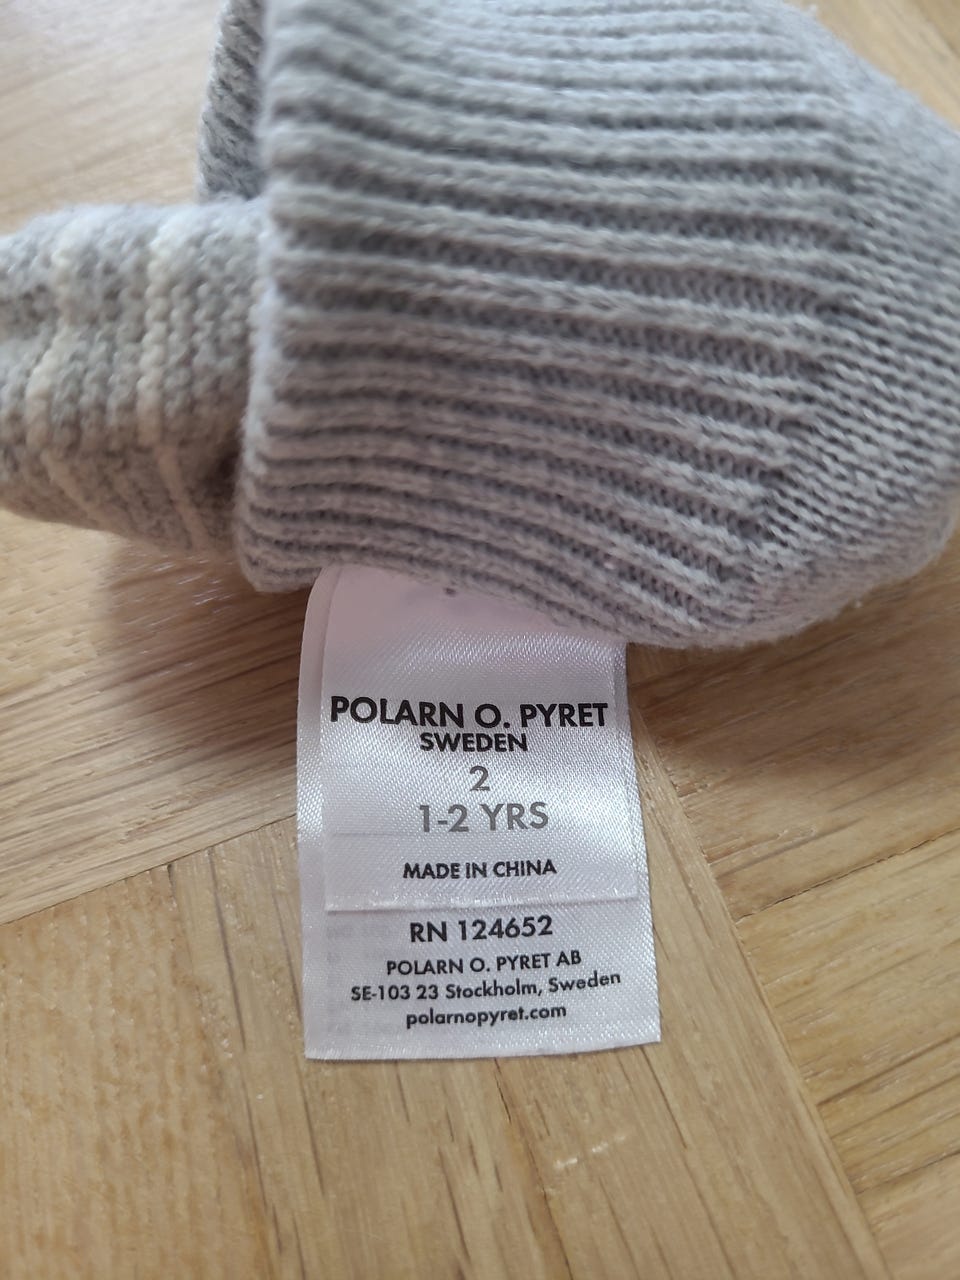 POLARN O. PYRET
SWEDEN
2
1-2 YRS
MADE IN CHINA
RN 124652
POLARN O. PYRET AB
SE-103 23 Stockholm, Sweden
polarnopyret.com